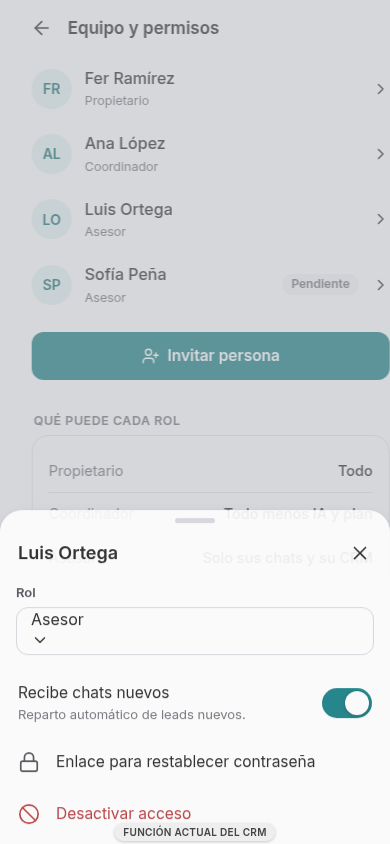 Equipo y permisos
FR
Fer Ramírez
Propietario
AL
Ana López
Coordinador
LO
Luis Ortega
Asesor
SP
Sofía Peña
Asesor
Pendiente
Invitar persona
QUÉ PUEDE CADA ROL
Propietario
Todo
Coordinador
Todo menos IA y plan
Solo sus chats y su CRM
Luis Ortega
Rol
Asesor
Recibe chats nuevos
Reparto automático de leads nuevos.
Enlace para restablecer contraseña
Desactivar acceso
FUNCIÓN ACTUAL DEL CRM